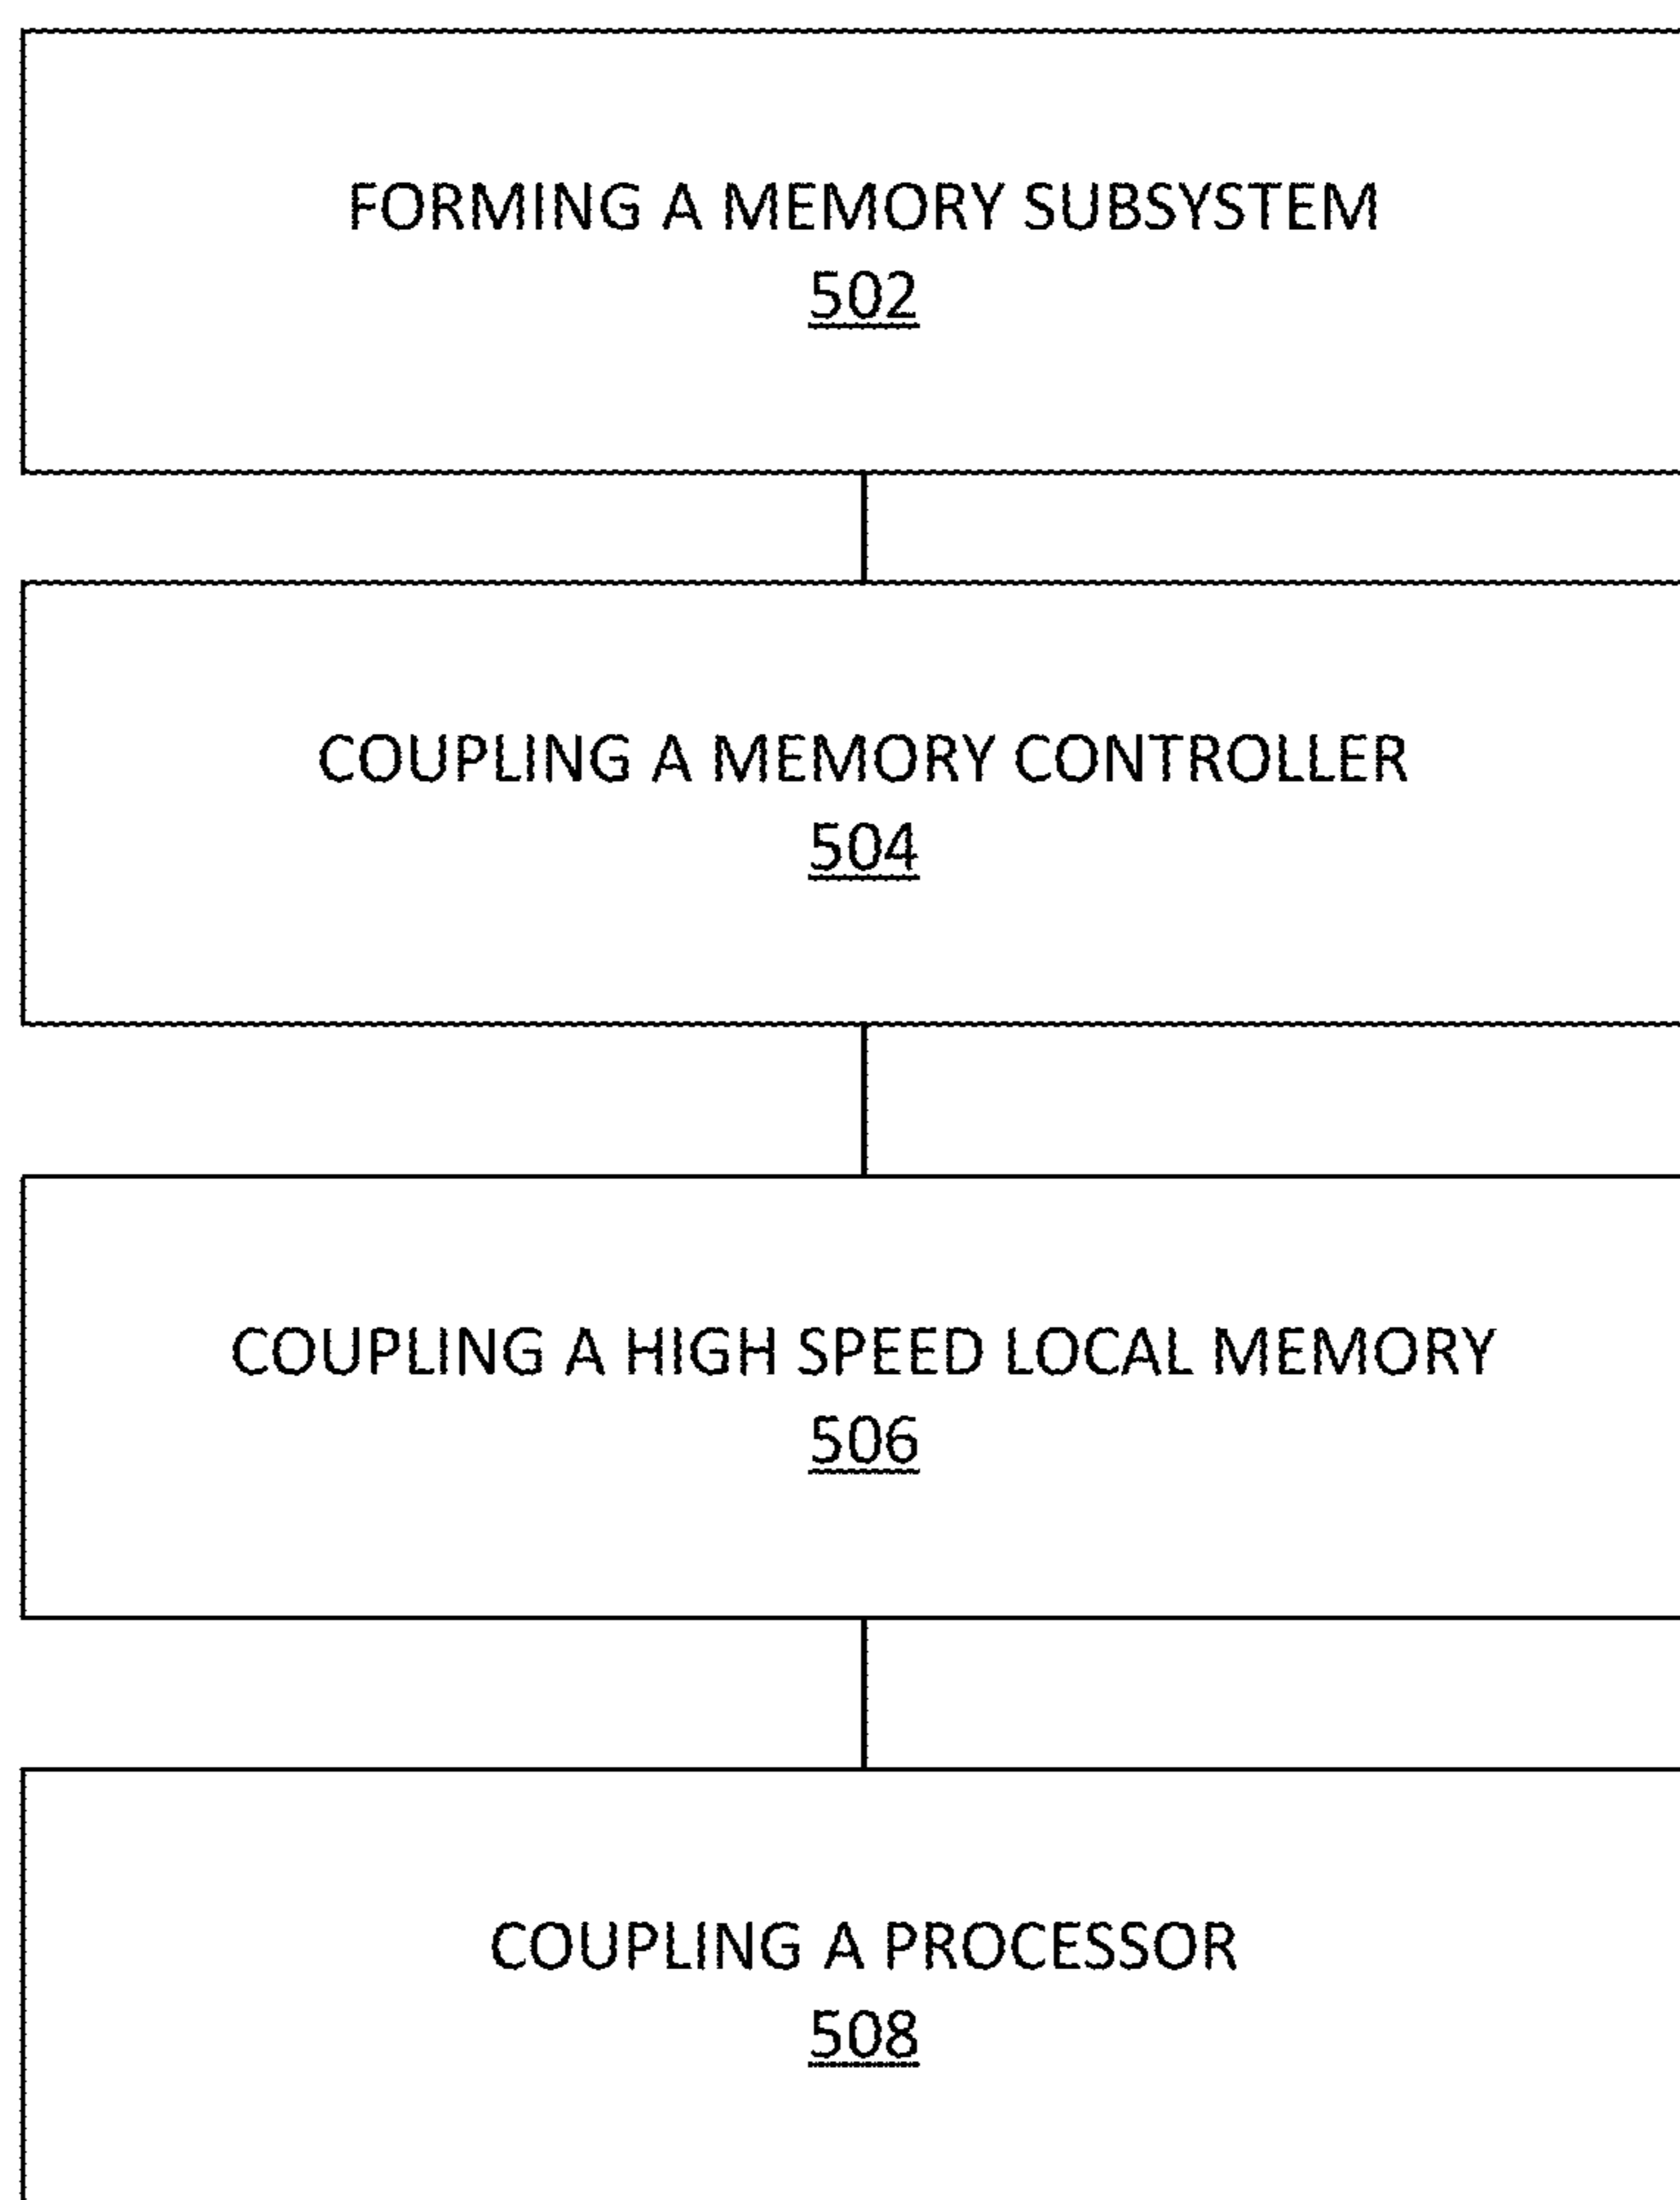 FORMING A MEMORY SUBSYSTEM
502
COUPLING A MEMORY CONTROLLER
504
COUPLING A HIGH SPEED LOCAL MEMORY
506
COUPLING A PROCESSOR
508